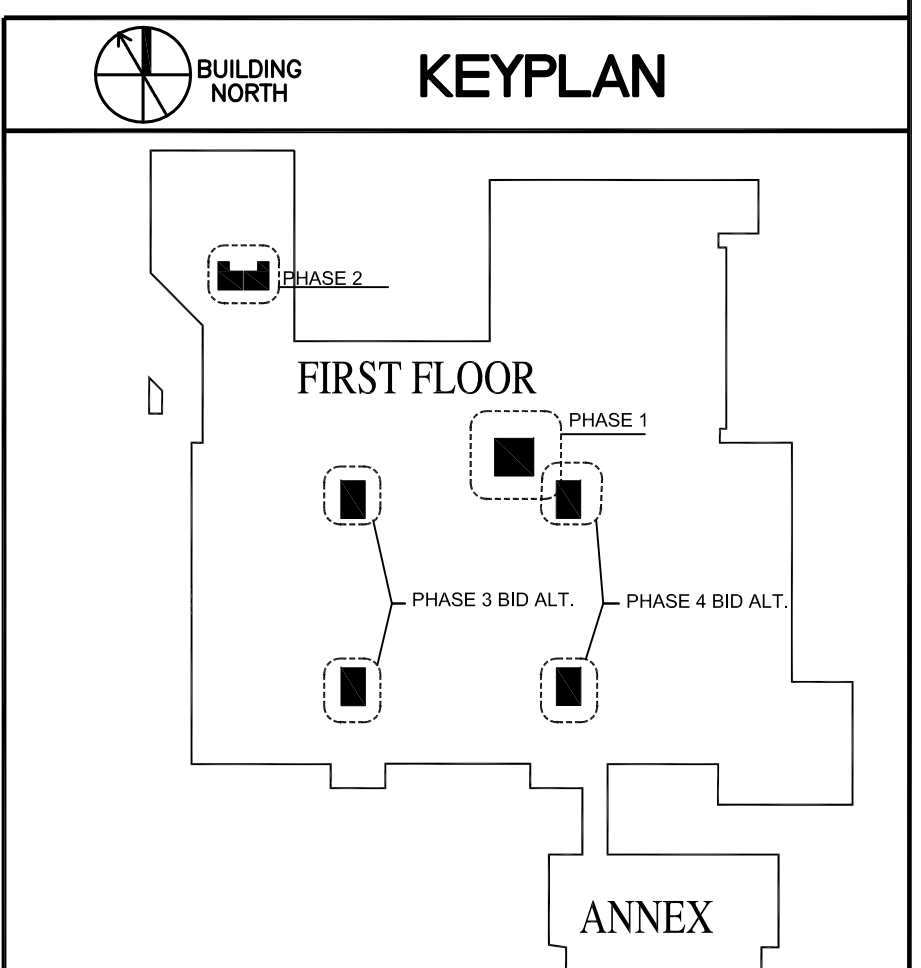 BUILDING
NORTH
KEYPLAN
PHASE 2
FIRST FLOOR
PHASE 1
PHASE 3 BID ALT.
PHASE 4 BID ALT.
ANNEX